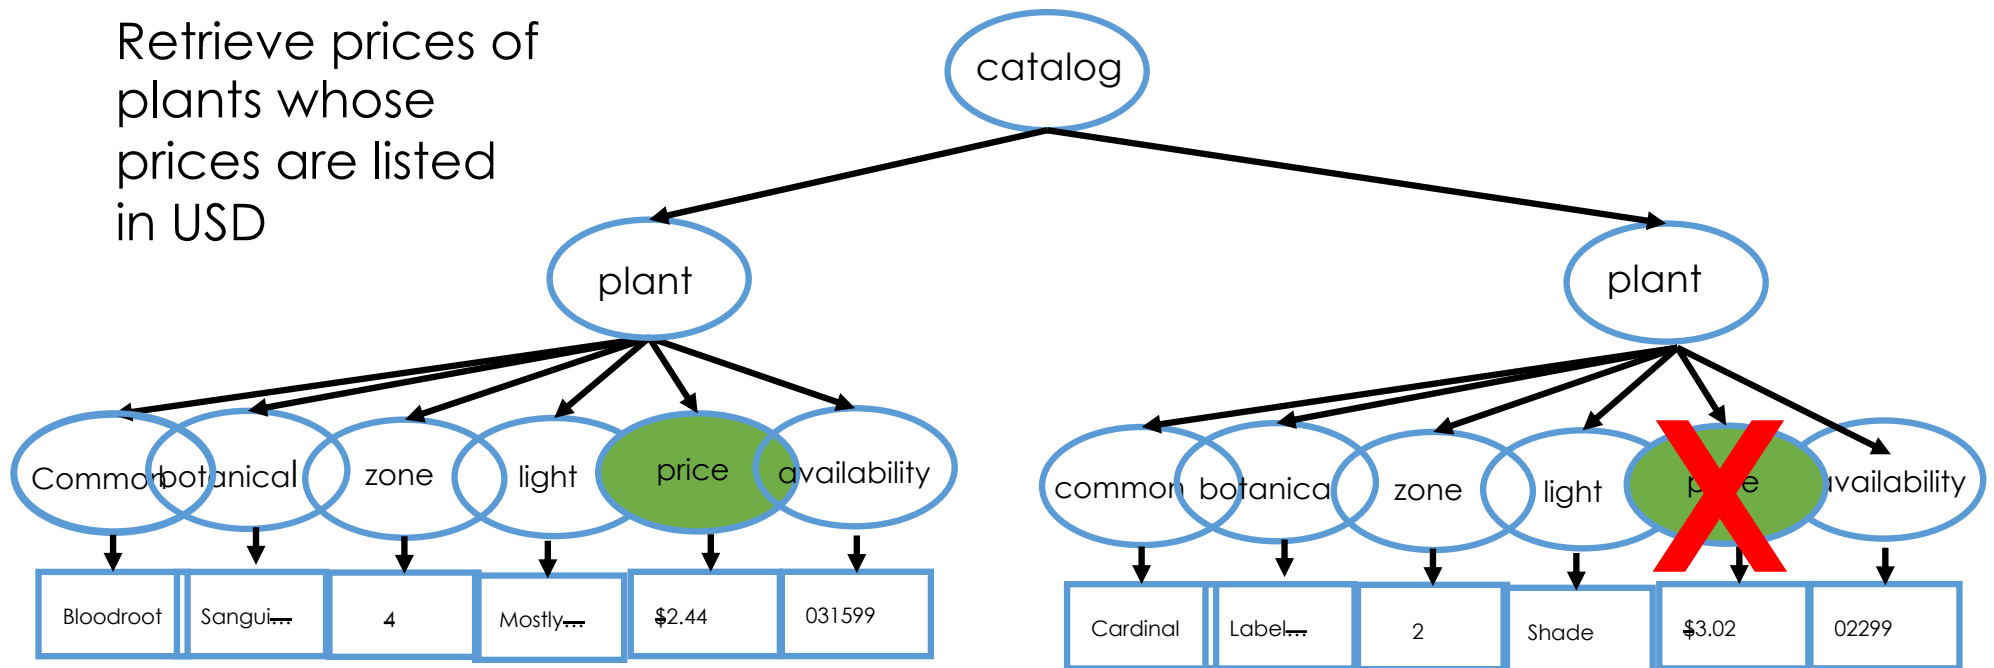 Retrieve prices of
plants whose
prices are listed
in USD
catalog
plant
plant
Common
botanical
zone
light
price
availability
common
botanica
zone
light
availability
Bloodroot
Sangui...
4
Mostly...
$2.44
031599
Cardinal
Label...
2
Shade
$3.02
02299
X